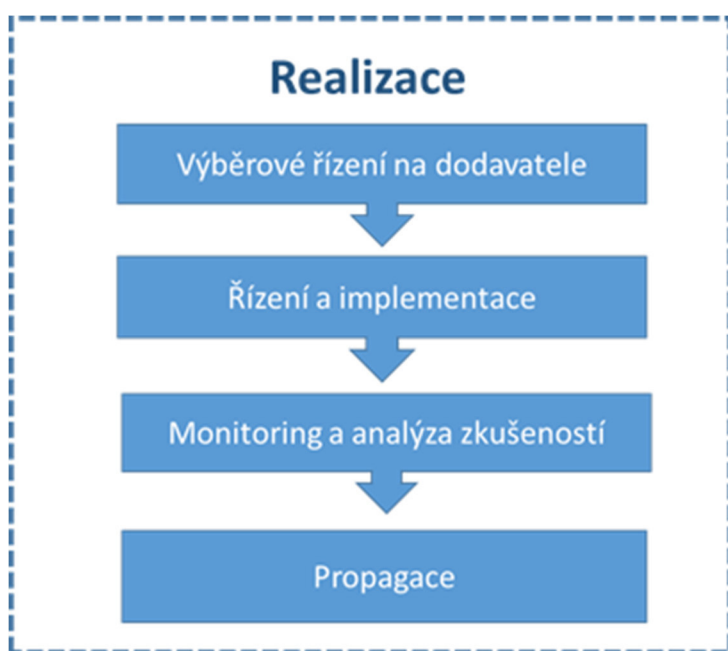 Realizace
Výběrové řízení na dodavatele
Řízení a implementace
Monitoring a analýza zkušeností
Propagace